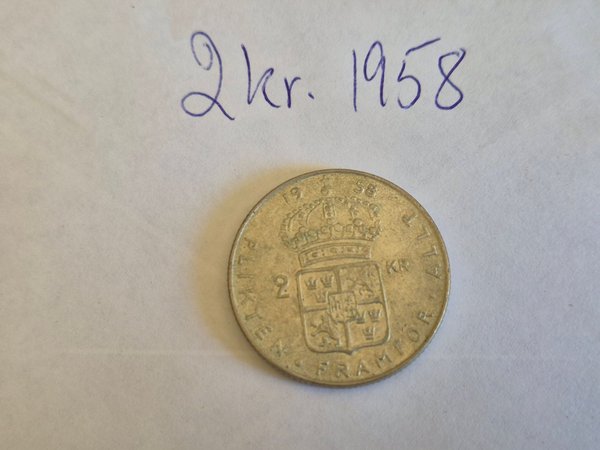 2kr. 1958
19 58
2 KR
PLIKTEN · FRAMFÖR · ALLT